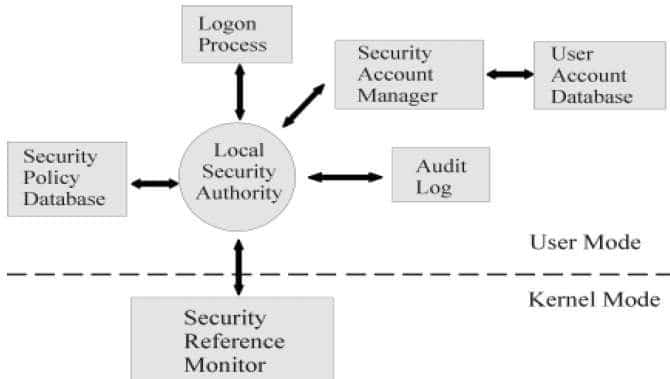 Logon
Process
Security
Account
Manager
User
Account
Database
Security
Policy
Database
Local
Security
Authority
Audit
Log
User Mode
Kernel Mode
Security
Reference
Monitor